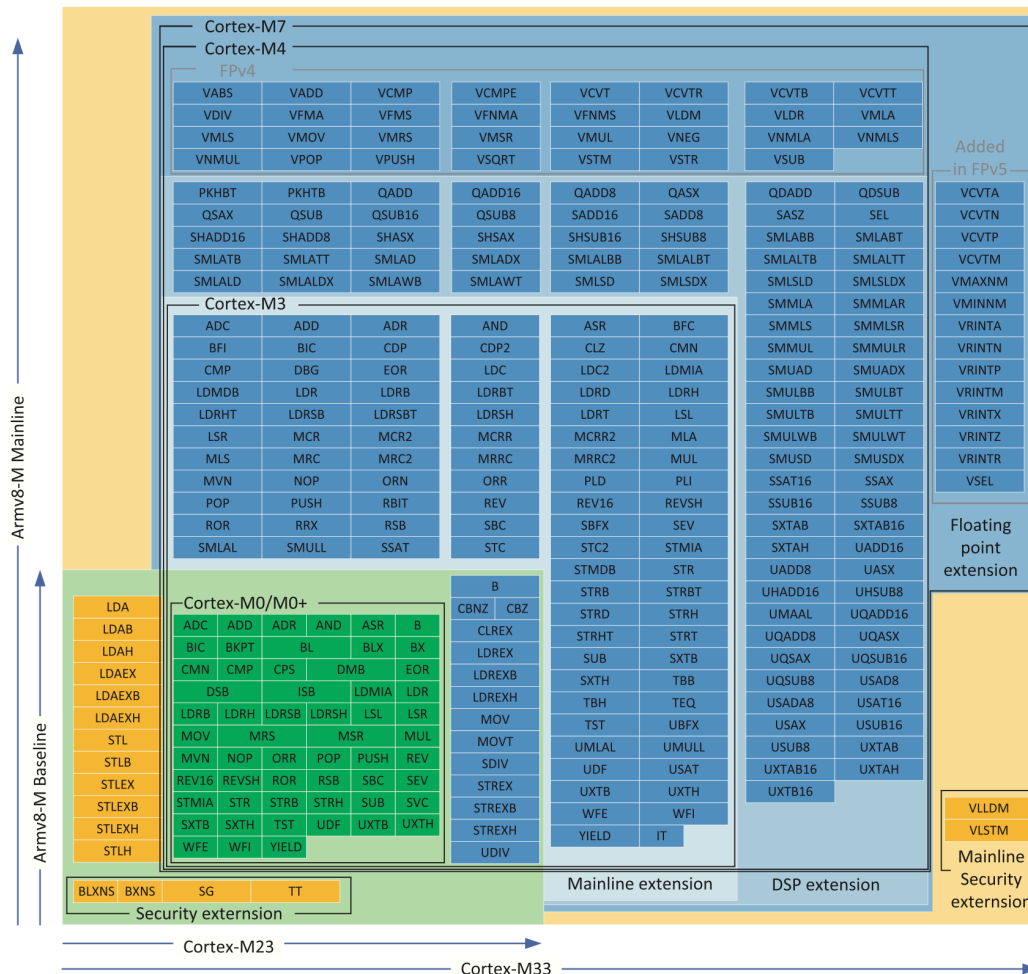 Cortex-M7
Cortex-M4
FPv4
VABS VADD VCMP VCMPE VCVT VCVTR VCVTB VCVTT
VDIV VFMA VFMS VFNMA VFNMS VLDM VLDR VMLA
VMLS VMOV VMRS VMSR VMUL VNEG VNMLA VNMLS
VNMUL VPOP VPUSH VSQRT VSTM VSTR VSUB
PKHBT PKHTB QADD QADD16 QADD8 QASX QDADD QDSUB
QSAX QSUB QSUB16 QSUB8 SADD16 SADD8 SASZ SEL
SHADD16 SHADD8 SHASX SHSAX SHSUB16 SHSUB8 SMLABB SMLABT
SMLATB SMLATT SMLAD SMLADX SMLALBB SMLALBT SMLALTB SMLALTT
SMLALD SMLALDX SMLAWB SMLAWT SMLSD SMLSDX SMLSLD SMLSLDX
SMMLA SMMLAR
SMMLS SMMLSR
SMMUL SMMULR
SMUAD SMUADX
SMULBB SMULBT
SMULTB SMULTT
SMULWB SMULWT
SMUSD SMUSDX
SSAT16 SSAX
SSUB16 SSUB8
SXTAB SXTAB16
SXTAH UADD16
UADD8 UASX
UHADD16 UHSUB8
UMAAL UQADD16
UQADD8 UQASX
UQSAX UQSUB16
UQSUB8 USAD8
USADA8 USAT16
USAX USUB16
USUB8 UXTAB
UXTAB16 UXTAH
UXTB16
DSP extension
Added
in FPv5
VCVTA
VCVTN
VCVTP
VCVTM
VMAXNM
VMINNM
VRINTA
VRINTN
VRINTP
VRINTM
VRINTX
VRINTZ
VRINTR
VSEL
Floating
point
extension
Cortex-M3
ADC ADD ADR AND ASR BFC
BFI BIC CDP CDP2 CLZ CMN
CMP DBG EOR LDC LDC2 LDMIA
LDMDB LDR LDRB LDRBT LDRD LDRH
LDRHT LDRSB LDRSBT LDRSH LDRT LSL
LSR MCR MCR2 MCRR MCRR2 MLA
MLS MRC MRC2 MRRC MRRC2 MUL
MVN NOP ORN ORR PLD PLI
POP PUSH RBIT REV REV16 REVSH
ROR RRX RSB SBC SBFX SEV
SMLAL SMULL SSAT STC STC2 STMIA
STMDB STR
STRB STRBT
STRD STRH
STRHT STRT
SUB SXTB
SXTH TBB
TBH TEQ
TST UBFX
UMLAL UMULL
UDF USAT
UXTB UXTH
WFE WFI
YIELD IT
Mainline extension
B
CBNZ CBZ
CLREX
LDREX
LDREXB
LDREXH
MOV
MOVT
SDIV
STREX
STREXB
STREXH
UDIV
Cortex-M0/M0+
ADC ADD ADR AND ASR B
BIC BKPT BL BLX BX
CMN CMP CPS DMB EOR
DSB ISB LDMIA LDR
LDRB LDRH LDRSB LDRSH LSL LSR
MOV MRS MSR MUL
MVN NOP ORR POP PUSH REV
REV16 REVSH ROR RSB SBC SEV
STMIA STR STRB STRH SUB SVC
SXTB SXTH TST UDF UXTB UXTH
WFE WFI YIELD
LDA
LDAB
LDAH
LDAEX
LDAEXB
LDAEXH
STL
STLB
STLEX
STLEXB
STLEXH
STLH
BLXNS BXNS SG TT
Security externsion
VLLDM
VLSTM
Mainline
Security
externsion
Armv8-M Mainline
Armv8-M Baseline
Cortex-M23
Cortex-M33